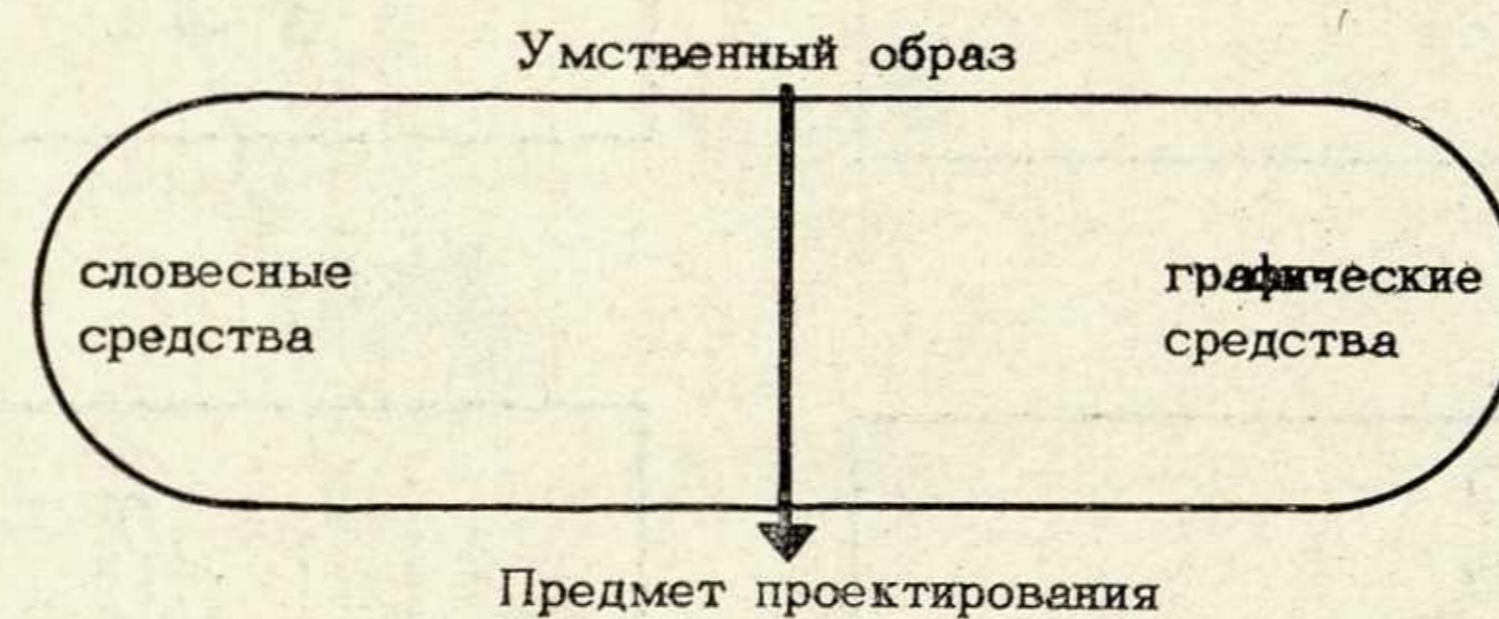 Умственный образ
словесные
средства
графические
средства
Предмет проектирования